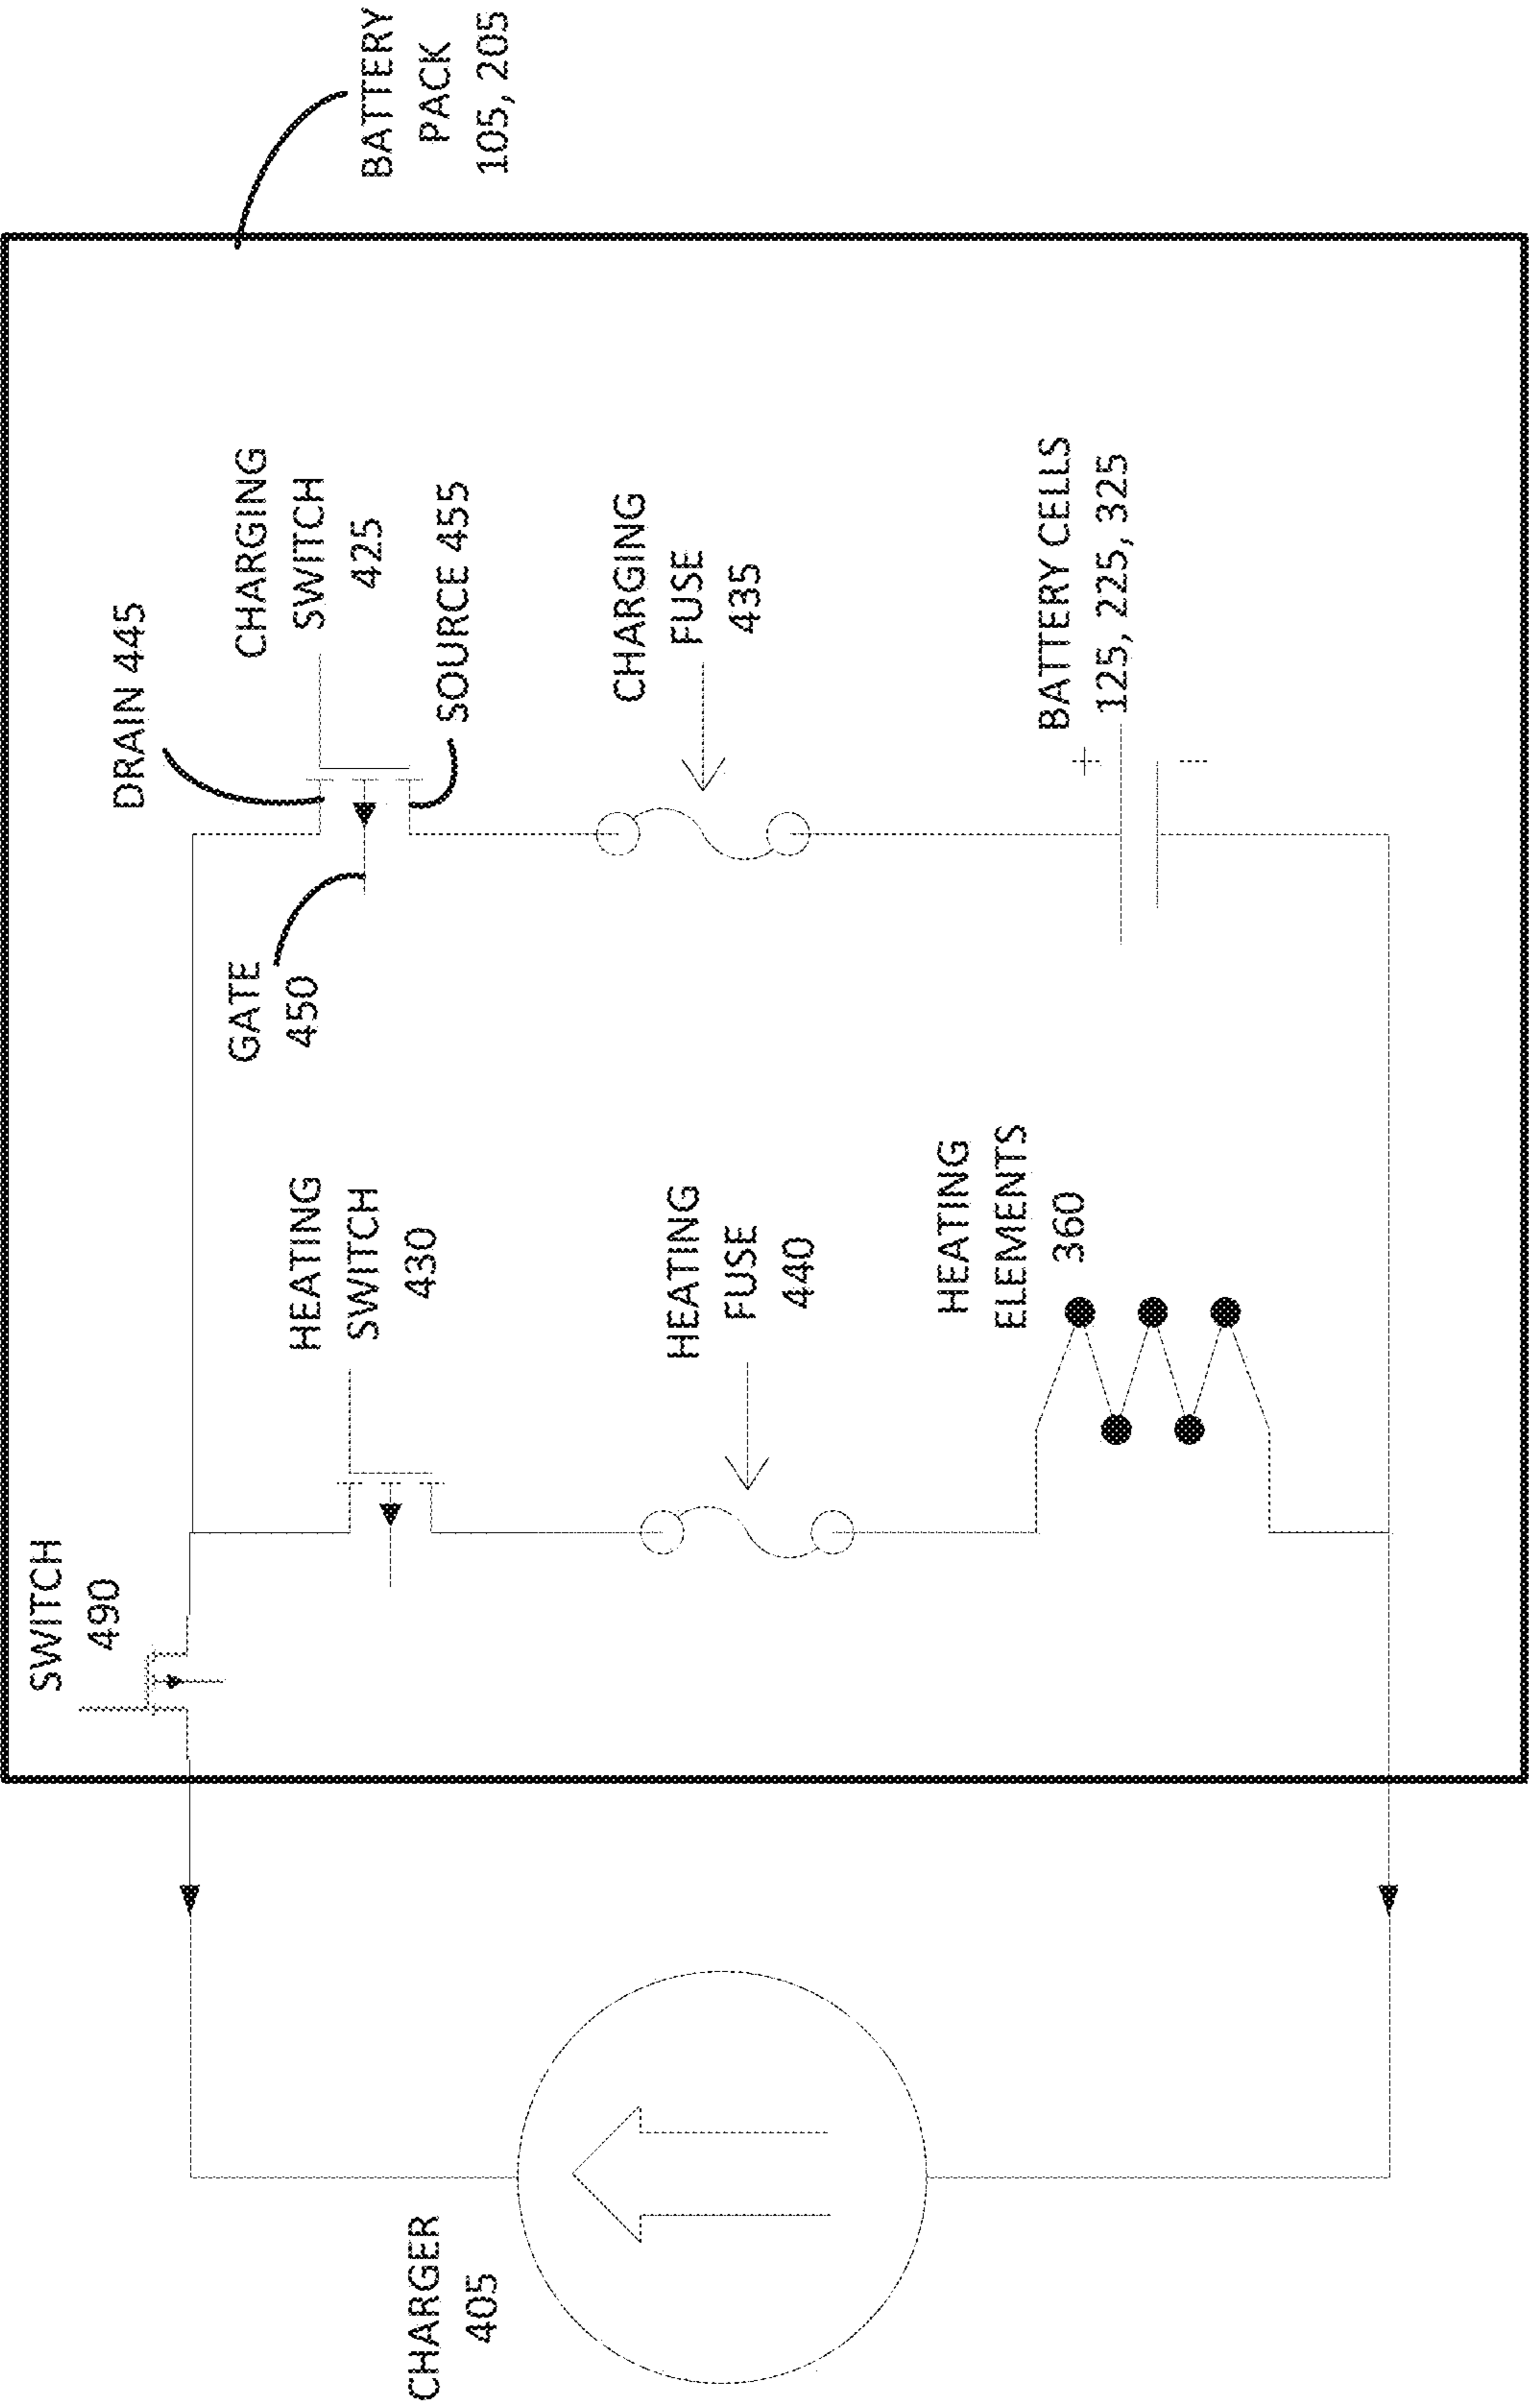 SWITCH
490
DRAIN 445
CHARGING
SWITCH
425
GATE
450
SOURCE 455
HEATING
SWITCH
430
CHARGING
FUSE
435
HEATING
FUSE
440
HEATING
ELEMENTS
360
BATTERY CELLS
125, 225, 325
+
-
CHARGER
405
BATTERY
PACK
105, 205